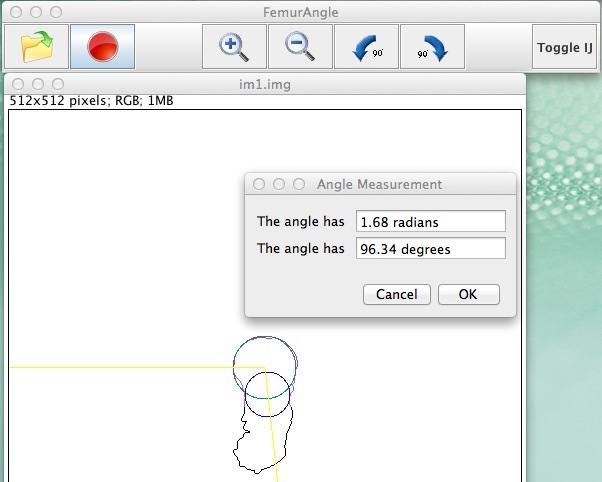 FemurAngle
90°
90°
Toggle IJ
im1.img
512x512 pixels; RGB; 1MB
Angle Measurement
The angle has 1.68 radians
The angle has 96.34 degrees
Cancel OK